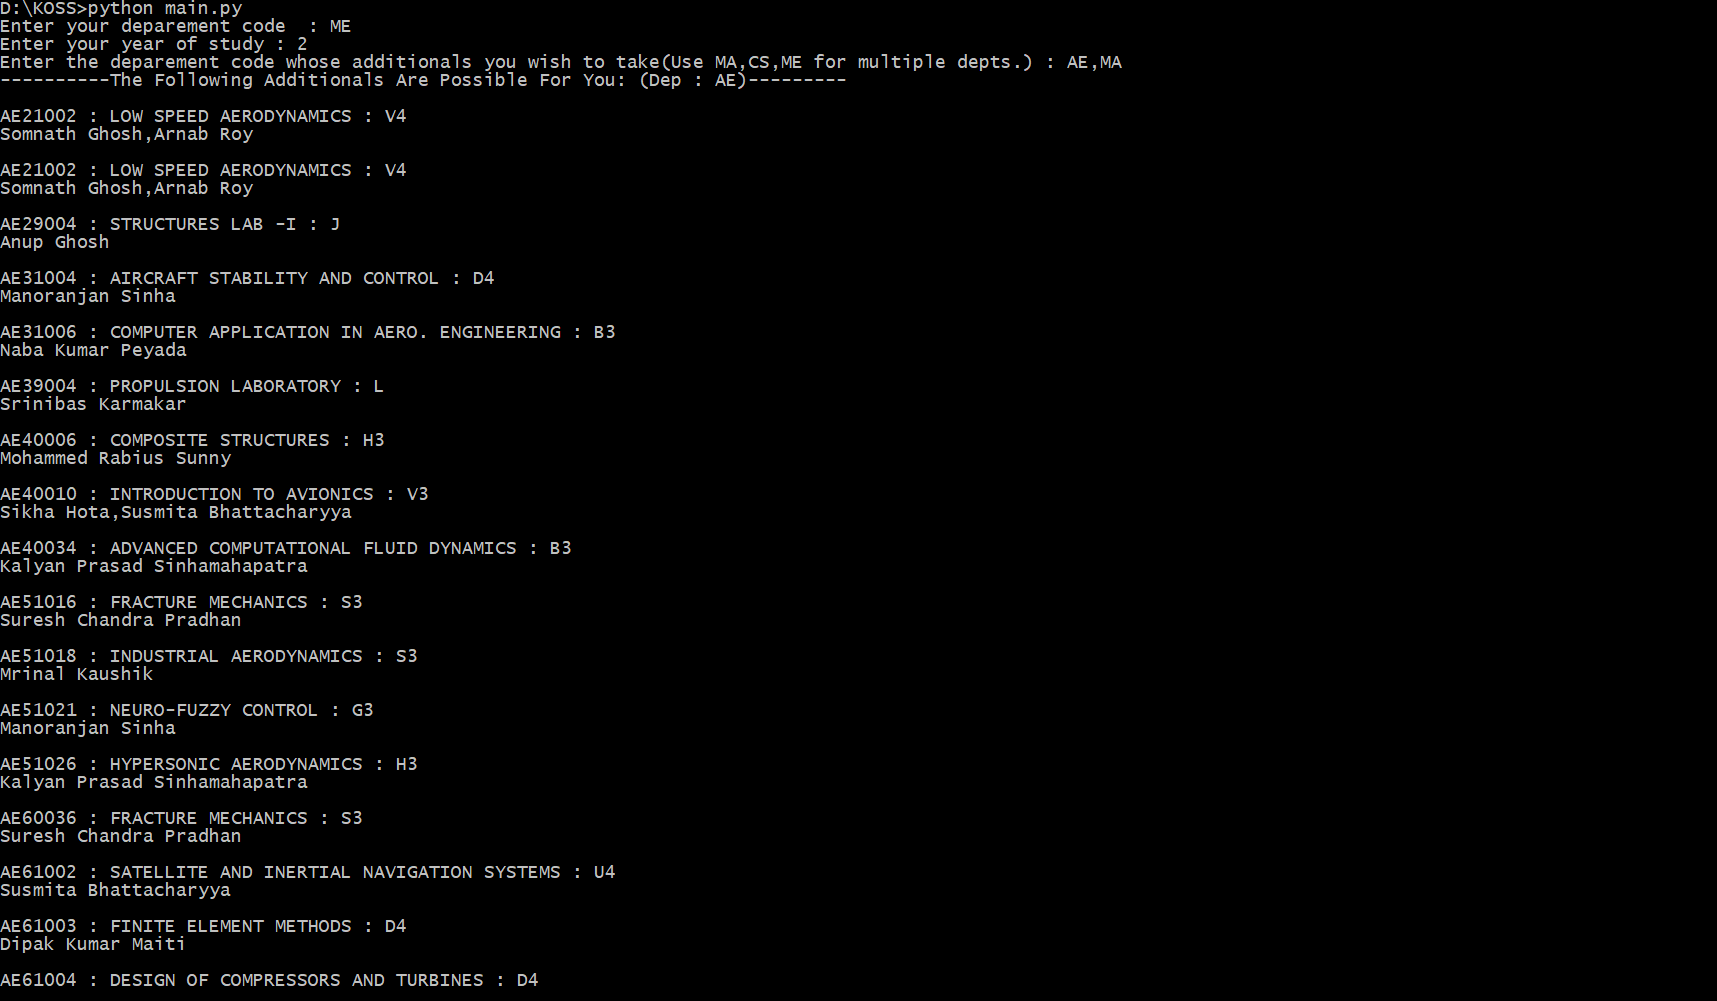 D:\KOSS>python main.py
Enter your deparement code  : ME
Enter your year of study : 2
Enter the deparement code whose additionals you wish to take(Use MA,CS,ME for multiple depts.) : AE,MA
----------The Following Additionals Are Possible For You: (Dep : AE)---------
AE21002 : LOW SPEED AERODYNAMICS : V4
Somnath Ghosh,Arnab Roy
AE21002 : LOW SPEED AERODYNAMICS : V4
Somnath Ghosh,Arnab Roy
AE29004 : STRUCTURES LAB -I : J
Anup Ghosh
AE31004 : AIRCRAFT STABILITY AND CONTROL : D4
Manoranjan Sinha
AE31006 : COMPUTER APPLICATION IN AERO. ENGINEERING : B3
Naba Kumar Peyada
AE39004 : PROPULSION LABORATORY : L
Srinibas Karmakar
AE40006 : COMPOSITE STRUCTURES : H3
Mohammed Rabius Sunny
AE40010 : INTRODUCTION TO AVIONICS : V3
Sikha Hota,Susmita Bhattacharyya
AE40034 : ADVANCED COMPUTATIONAL FLUID DYNAMICS : B3
Kalyan Prasad Sinhamahapatra
AE51016 : FRACTURE MECHANICS : S3
Suresh Chandra Pradhan
AE51018 : INDUSTRIAL AERODYNAMICS : S3
Mrinal Kaushik
AE51021 : NEURO-FUZZY CONTROL : G3
Manoranjan Sinha
AE51026 : HYPERSONIC AERODYNAMICS : H3
Kalyan Prasad Sinhamahapatra
AE60036 : FRACTURE MECHANICS : S3
Suresh Chandra Pradhan
AE61002 : SATELLITE AND INERTIAL NAVIGATION SYSTEMS : U4
Susmita Bhattacharyya
AE61003 : FINITE ELEMENT METHODS : D4
Dipak Kumar Maiti
AE61004 : DESIGN OF COMPRESSORS AND TURBINES : D4